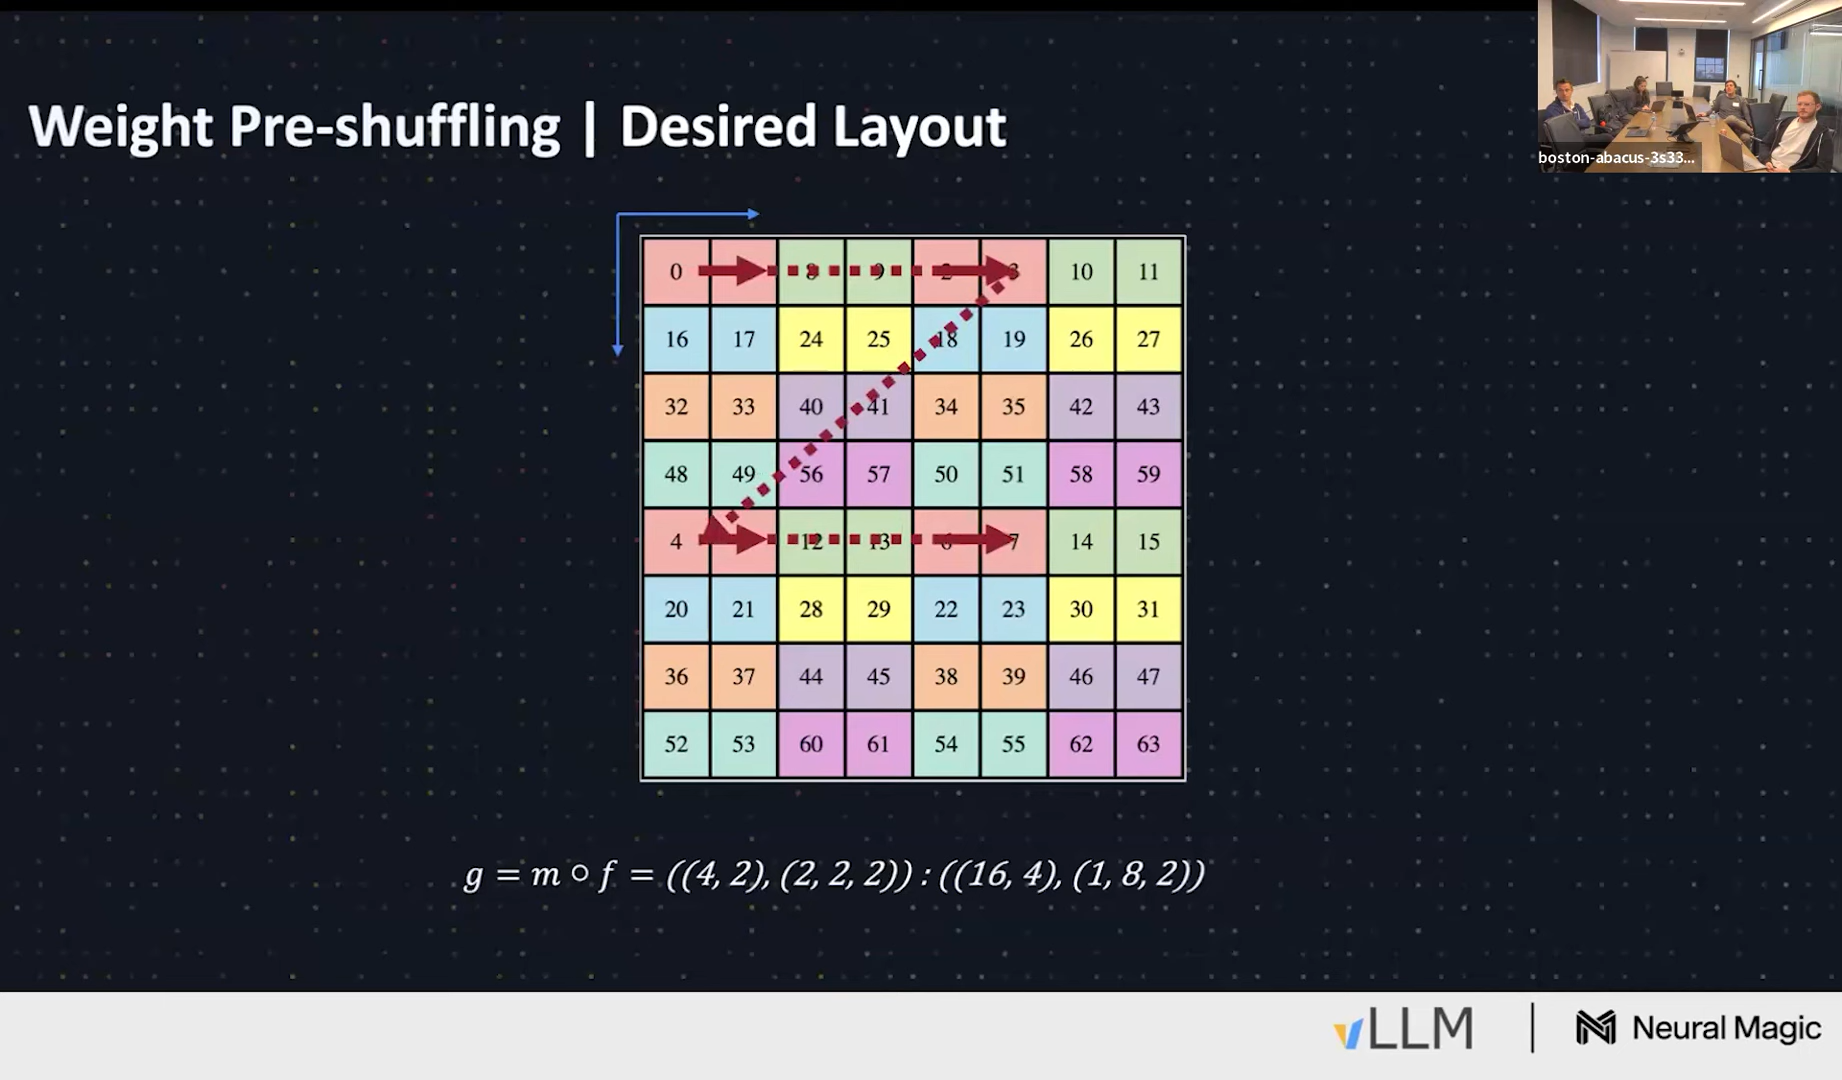 boston-abacus-3s33...
Weight Pre-shuffling | Desired Layout
0 8 9 2 3 10 11
16 17 24 25 18 19 26 27
32 33 40 41 34 35 42 43
48 49 56 57 50 51 58 59
4 12 13 6 7 14 15
20 21 28 29 22 23 30 31
36 37 44 45 38 39 46 47
52 53 60 61 54 55 62 63
g = m ∘ f = ((4, 2), (2, 2, 2)) : ((16, 4), (1, 8, 2))
vLLM | Neural Magic